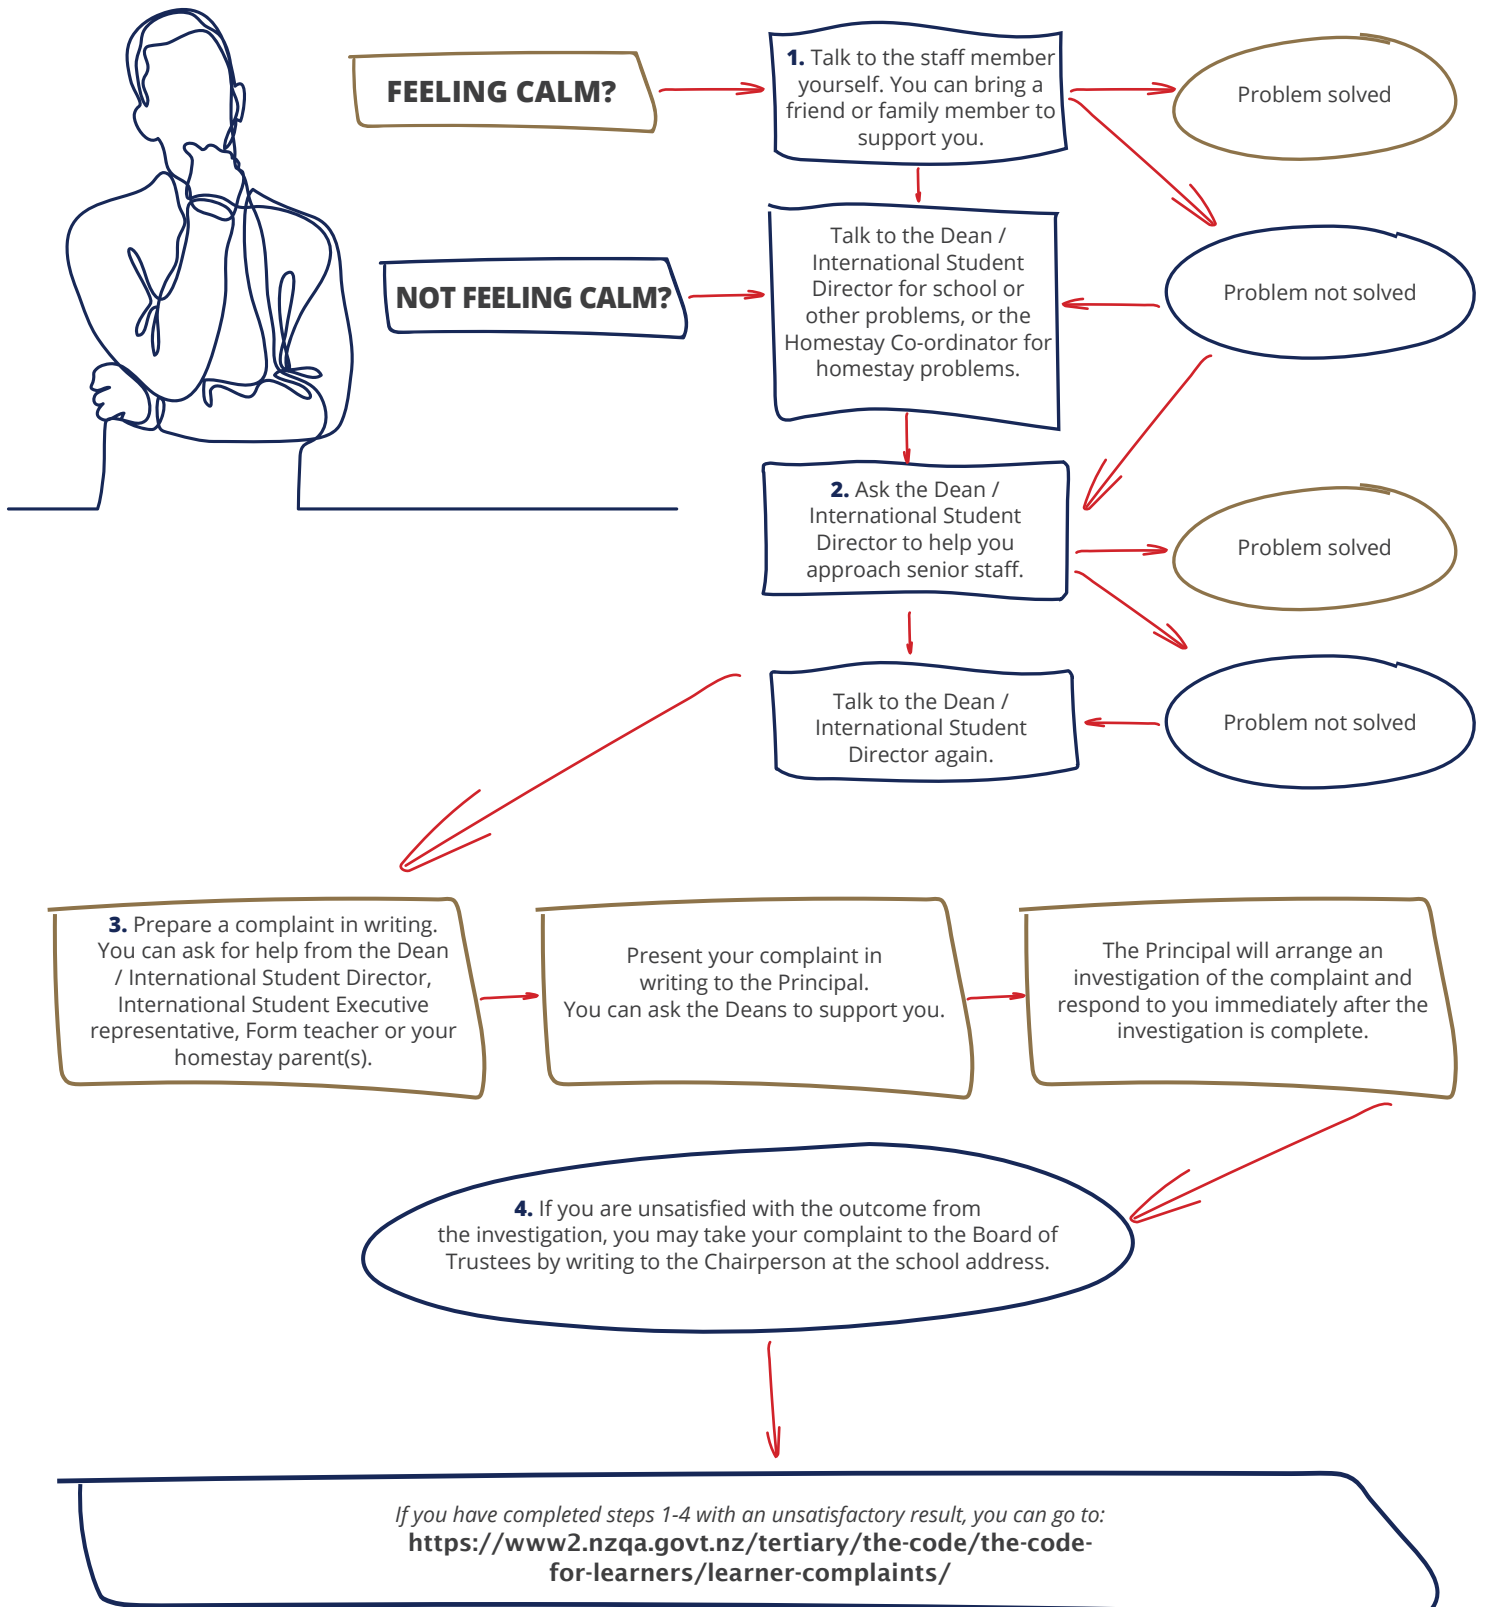 FEELING CALM?
1. Talk to the staff member
yourself. You can bring a
friend or family member to
support you.
Problem solved
NOT FEELING CALM?
Talk to the Dean /
International Student
Director for school or
other problems, or the
Homestay Co-ordinator for
homestay problems.
Problem not solved
2. Ask the Dean /
International Student
Director to help you
approach senior staff.
Problem solved
Talk to the Dean /
International Student
Director again.
Problem not solved
3. Prepare a complaint in writing.
You can ask for help from the Dean
/ International Student Director,
International Student Executive
representative, Form teacher or your
homestay parent(s).
Present your complaint in
writing to the Principal.
You can ask the Deans to support you.
The Principal will arrange an
investigation of the complaint and
respond to you immediately after the
investigation is complete.
4. If you are unsatisfied with the outcome from
the investigation, you may take your complaint to the Board of
Trustees by writing to the Chairperson at the school address.
If you have completed steps 1-4 with an unsatisfactory result, you can go to:
https://www2.nzqa.govt.nz/tertiary/the-code/the-code-
for-learners/learner-complaints/